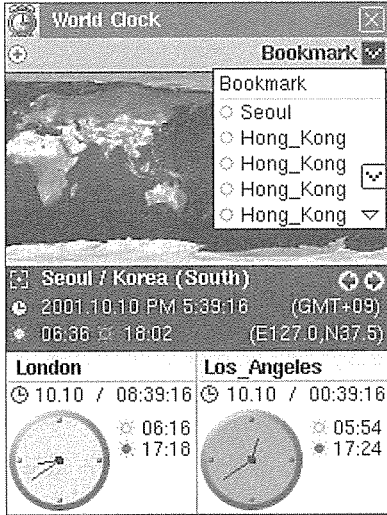 World Clock
Bookmark
Bookmark
Seoul
Hong_Kong
Hong_Kong
Hong_Kong
Hong_Kong
Seoul / Korea (South)
2001.10.10 PM 5:39:16 (GMT+09)
06:36 18:02 (E127.0,N37.5)
London
10.10 / 08:39:16
06:16
17:18
Los_Angeles
10.10 / 00:39:16
05:54
17:24